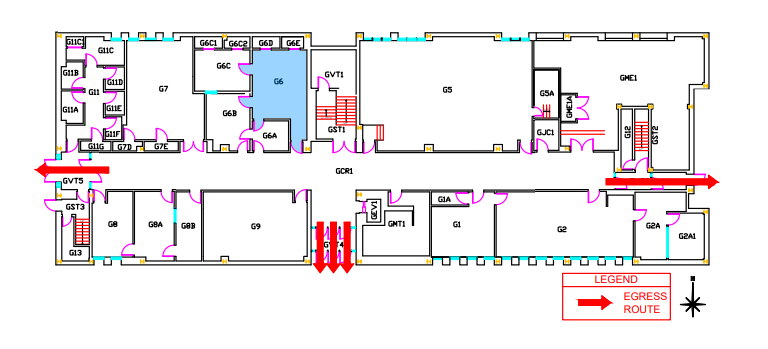 G11C1
G11C
G6C1
G6C2
G6D
G6E
G6C
G11B
G11
G11D
G7
G6
GVT1
G5
GME1
G11A
G11E
G6B
G5A
GME1A
G11F
G6A
GST1
GJC1
G12
GST2
G11G
G7D
G7E
GCR1
GVT5
GST3
G8
G8A
G8B
G9
GEV1
GMT1
G1A
G1
G2
G2A
G2A1
G13
LEGEND
EGRESS
ROUTE